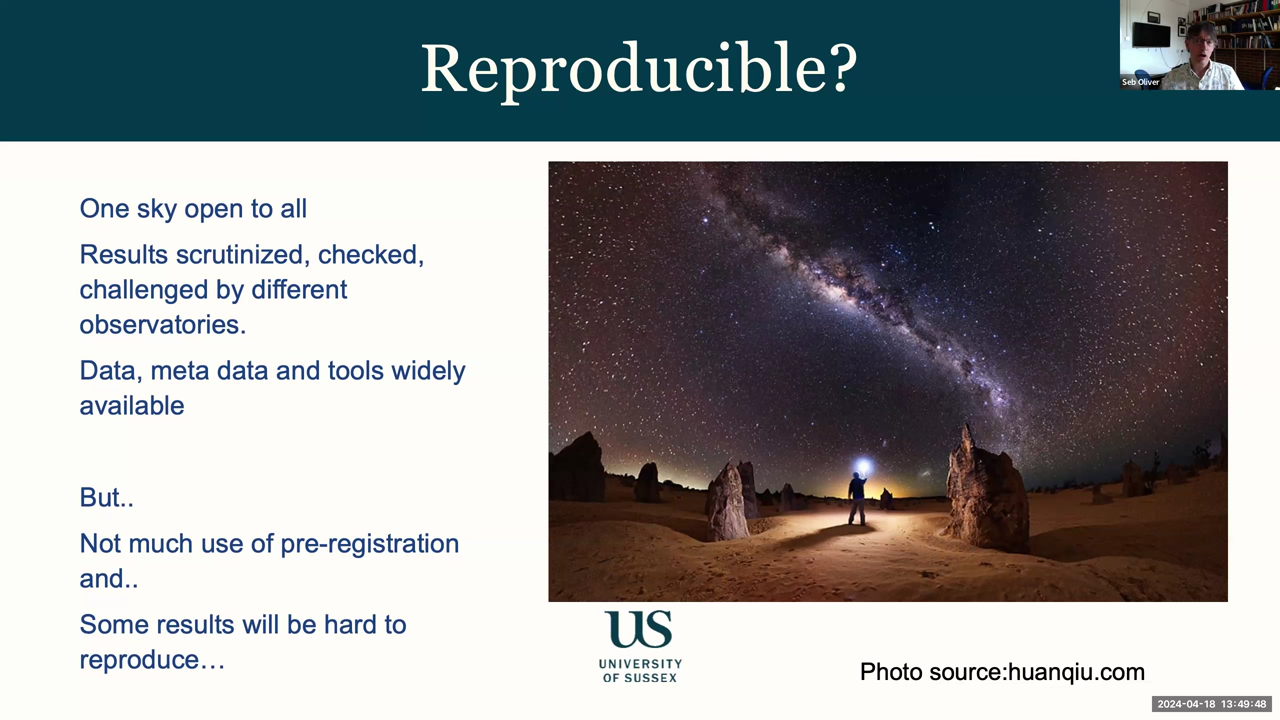 Reproducible?
Seb Oliver
One sky open to all
Results scrutinized, checked,
challenged by different
observatories.
Data, meta data and tools widely
available
But..
Not much use of pre-registration
and..
Some results will be hard to
reproduce…
US
UNIVERSITY
OF SUSSEX
Photo source:huanqiu.com
2024-04-18 13:49:48